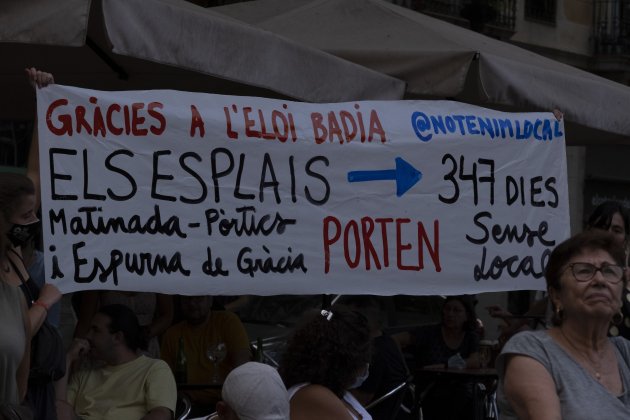 GRÀCIES A L'ELOI BADIA @NOTENIMLOCAL
ELS ESPLAIS → 347 DIES
Matinada-Pòrtics PORTEN Sense
i Espurna de Gràcia Local